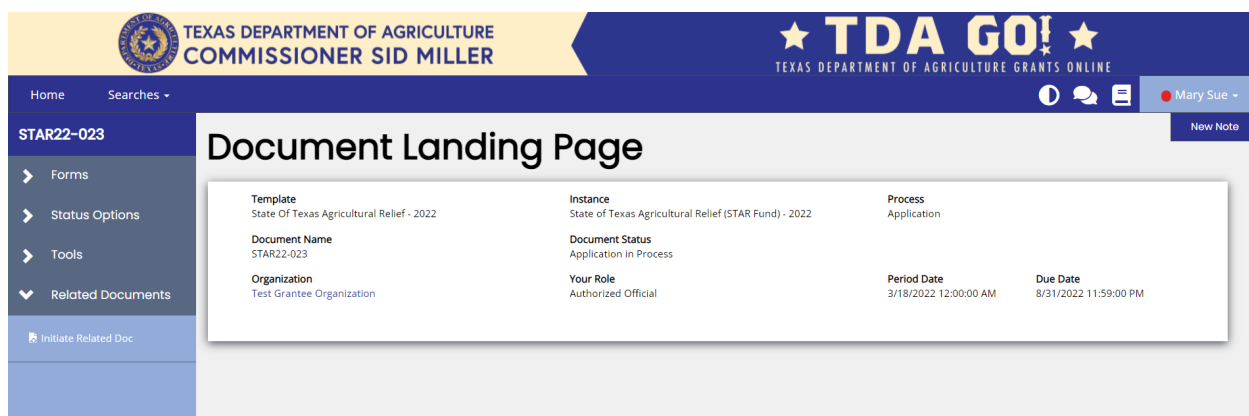 TEXAS DEPARTMENT OF AGRICULTURE
COMMISSIONER SID MILLER
TDA GO!
TEXAS DEPARTMENT OF AGRICULTURE GRANTS ONLINE
Home Searches
Mary Sue
New Note
STAR22-023
Forms
Status Options
Tools
Related Documents
Initiate Related Doc
Document Landing Page
Template Instance Process
State Of Texas Agricultural Relief - 2022 State of Texas Agricultural Relief (STAR Fund) - 2022 Application
Document Name Document Status
STAR22-023 Application in Process
Organization Your Role Period Date Due Date
Test Grantee Organization Authorized Official 3/18/2022 12:00:00 AM 8/31/2022 11:59:00 PM